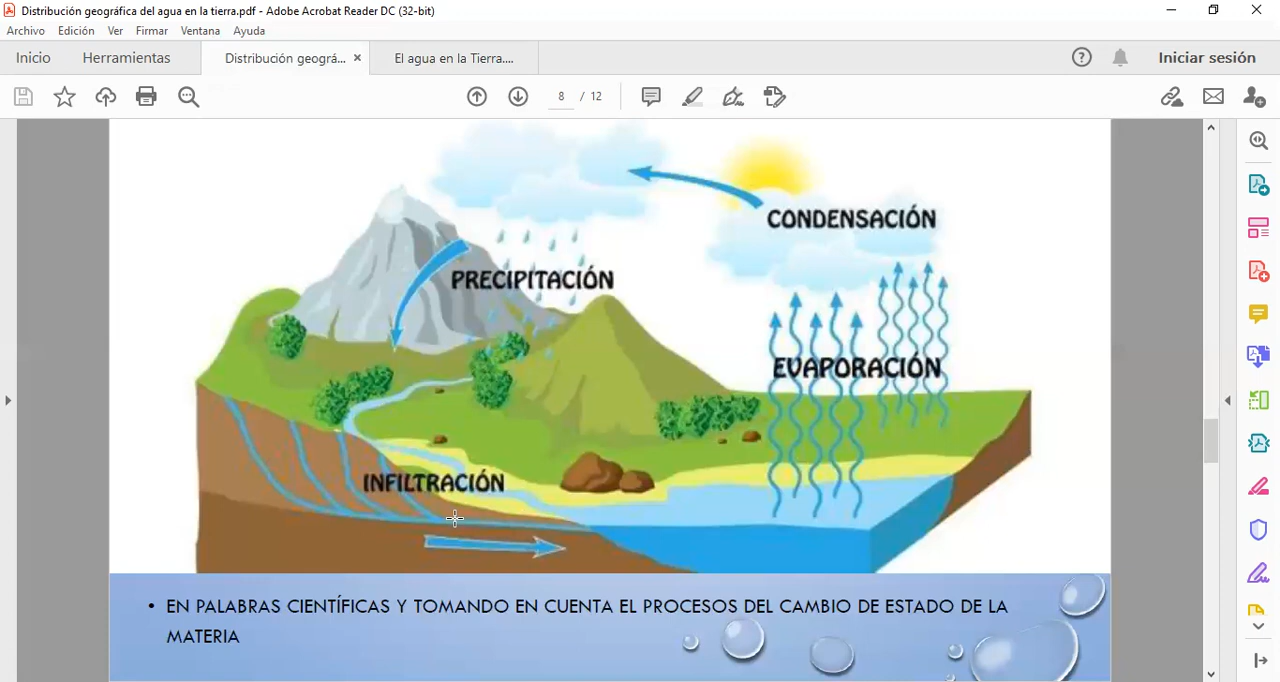 Distribución geográfica del agua en la tierra.pdf - Adobe Acrobat Reader DC (32-bit)
Archivo Edición Ver Firmar Ventana Ayuda
Inicio Herramientas Distribución geográ... × El agua en la Tierra.... Iniciar sesión
8 / 12
CONDENSACIÓN
PRECIPITACIÓN
EVAPORACIÓN
INFILTRACIÓN
• EN PALABRAS CIENTÍFICAS Y TOMANDO EN CUENTA EL PROCESOS DEL CAMBIO DE ESTADO DE LA
MATERIA